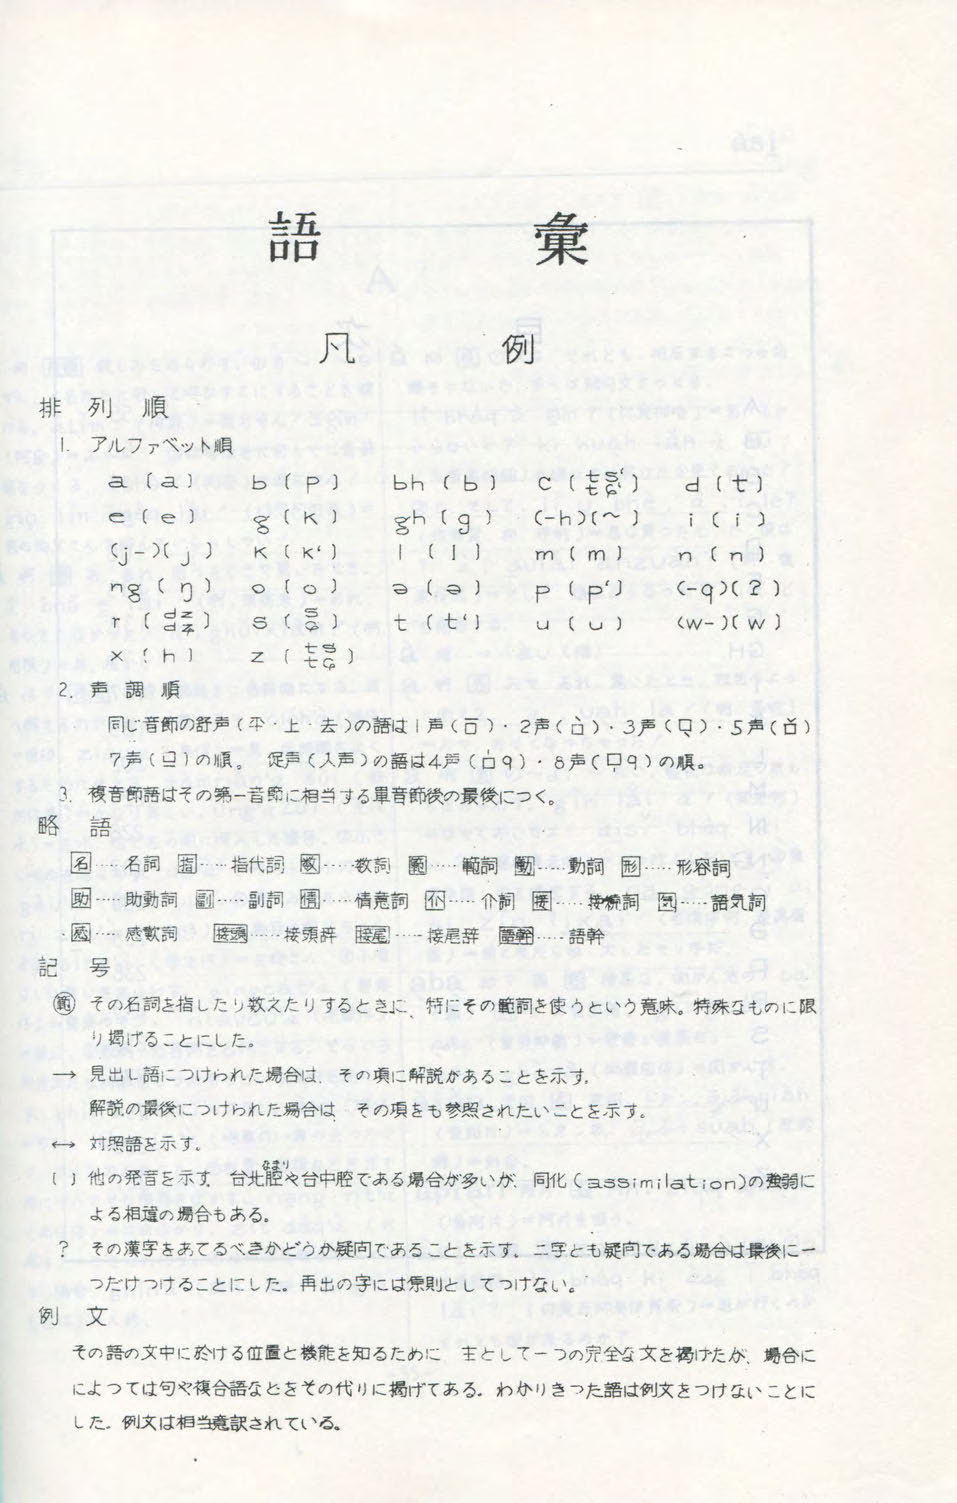 語彙
凡例
排列順
1. アルファベット順
a (a) b (p) bh (b) c (tsʻ tɕʻ) d (t)
e (e) g (k) gh (g) (-h)(~) i (i)
(j-)(j) k (kʻ) l (l) m (m) n (n)
ng (ŋ) o (o) ə (ə) p (pʻ) (-q)(ʔ)
r (dz dʑ) s (s ɕ) t (tʻ) u (u) (w-)(w)
x (h) z (ts tɕ)
2. 声調順
同じ音節の舒声(平・上・去)の語は1声(口̄)・2声(口̀)・3声(口̖)・5声(口̌)
7声(口̠)の順。促声(入声)の語は4声(口̍q)・8声(口q)の順。
3. 複音節語はその第一音節に相当する単音節後の最後につく。
略語
名……名詞 指……指代詞 数……数詞 範……範詞 動……動詞 形……形容詞
助……助動詞 副……副詞 情……情意詞 介……介詞 接……接続詞 気……語気詞
感……感歎詞 接頭……接頭辞 接尾……接尾辞 語幹……語幹
記号
範 その名詞を指したり数えたりするときに、特にその範詞を使うという意味。特殊なものに限
り掲げることにした。
→ 見出し語につけられた場合は、その項に解説があることを示す。
解説の最後につけられた場合は その項をも参照されたいことを示す。
←→ 対照語を示す。
( ) 他の発音を示す 台北腔なまりや台中腔である場合が多いが、同化(assimilation)の強弱に
よる相違の場合もある。
? その漢字をあてるべきかどうか疑問であることを示す。二字とも疑問である場合は最後に一
つだけつけることにした。再出の字には原則としてつけない。
例文
その語の文中に於ける位置と機能を知るために 主として一つの完全な文を掲げたが、場合に
によつては句や複合語などをその代りに掲げてある。わかりきつた語は例文をつけないことに
した。例文は相当意訳されている。